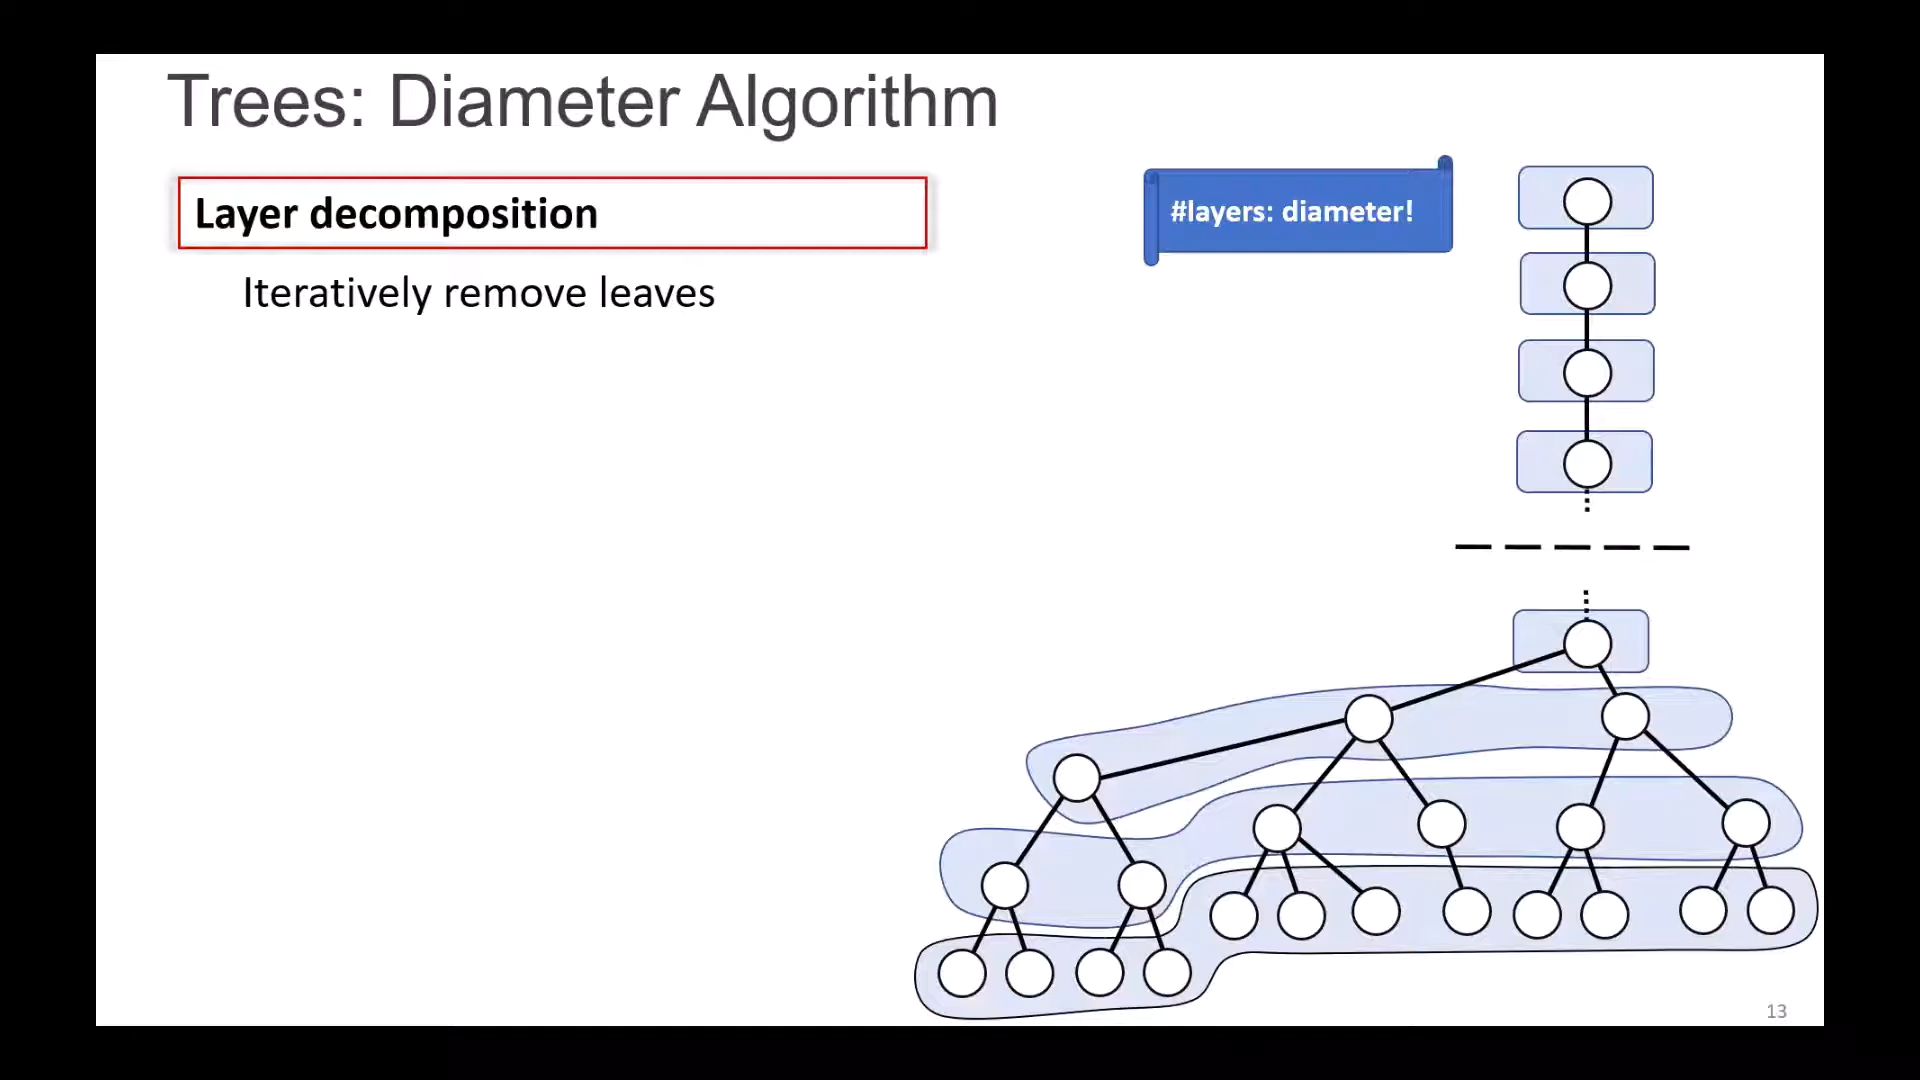 Trees: Diameter Algorithm
Layer decomposition
#layers: diameter!
Iteratively remove leaves
13